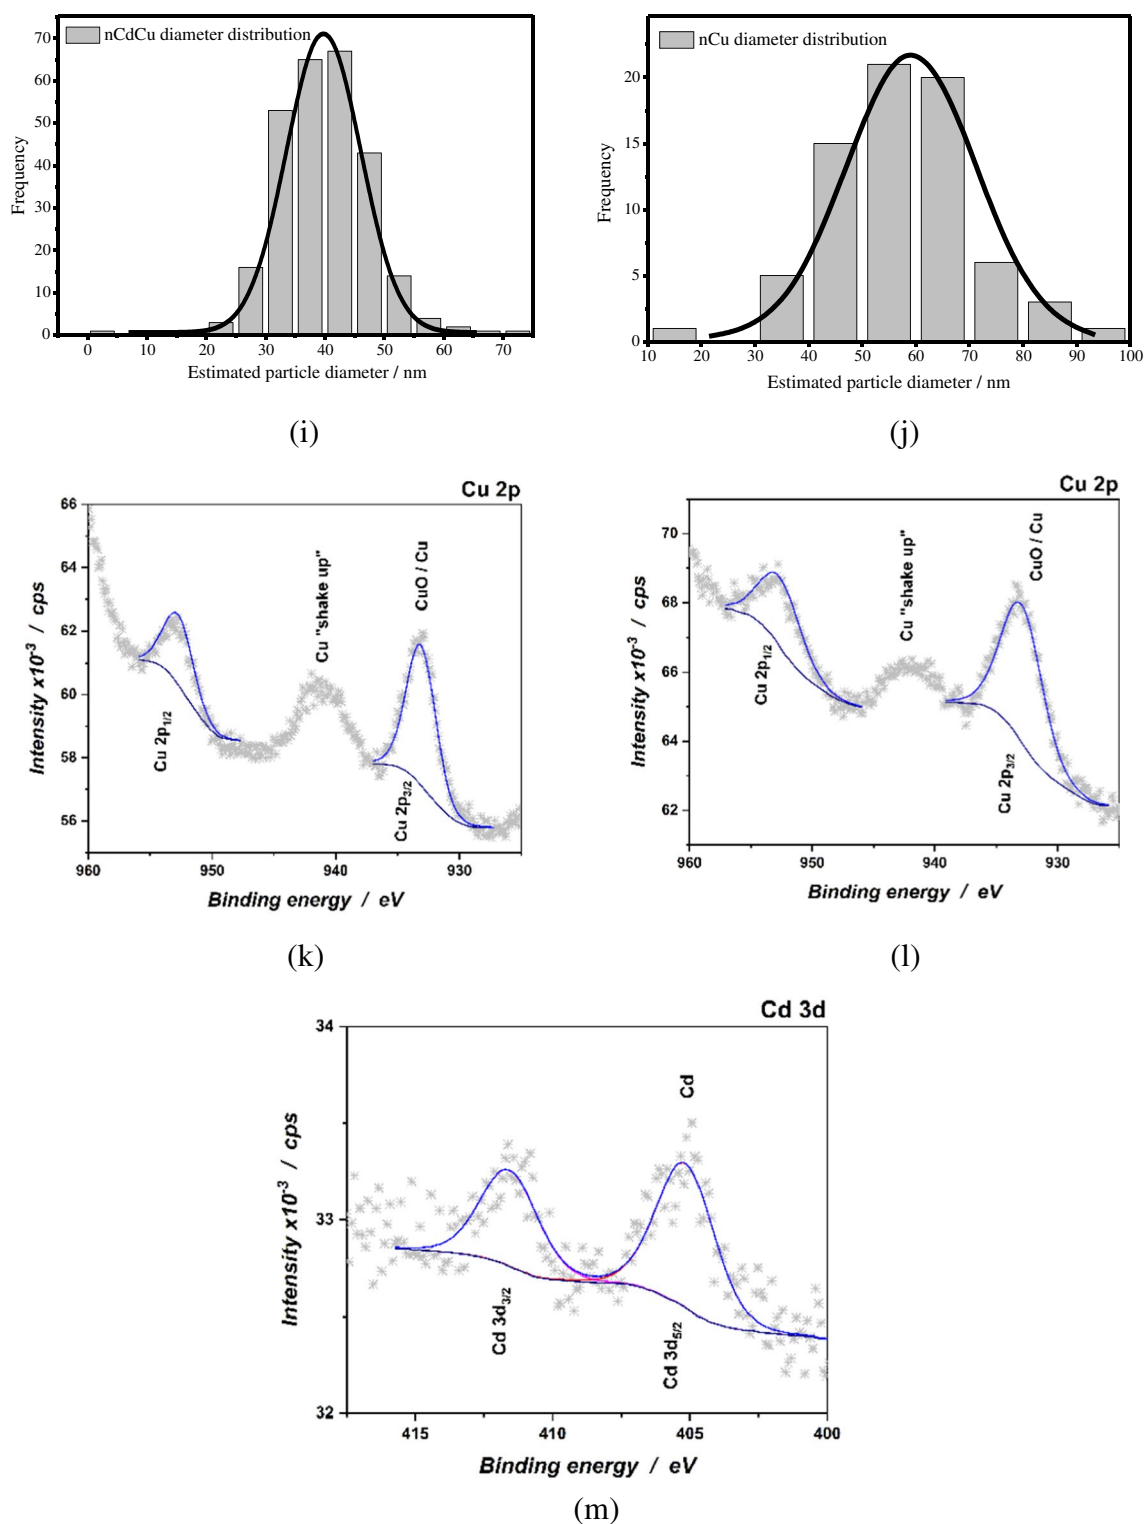 nCdCu diameter distribution
70
60
50
40
30
20
10
0
Frequency
0 10 20 30 40 50 60 70
Estimated particle diameter / nm
(i)
nCu diameter distribution
20
15
10
5
0
Frequency
10 20 30 40 50 60 70 80 90 100
Estimated particle diameter / nm
(j)
Cu 2p
66
64
62
60
58
56
Intensity x10⁻³ / cps
Cu 2p1/2
Cu "shake up"
CuO / Cu
Cu 2p3/2
960 950 940 930
Binding energy / eV
(k)
Cu 2p
70
68
66
64
62
Intensity x10⁻³ / cps
Cu 2p1/2
Cu "shake up"
CuO / Cu
Cu 2p3/2
960 950 940 930
Binding energy / eV
(l)
Cd 3d
34
33
32
Intensity x10⁻³ / cps
Cd
Cd 3d3/2
Cd 3d5/2
415 410 405 400
Binding energy / eV
(m)